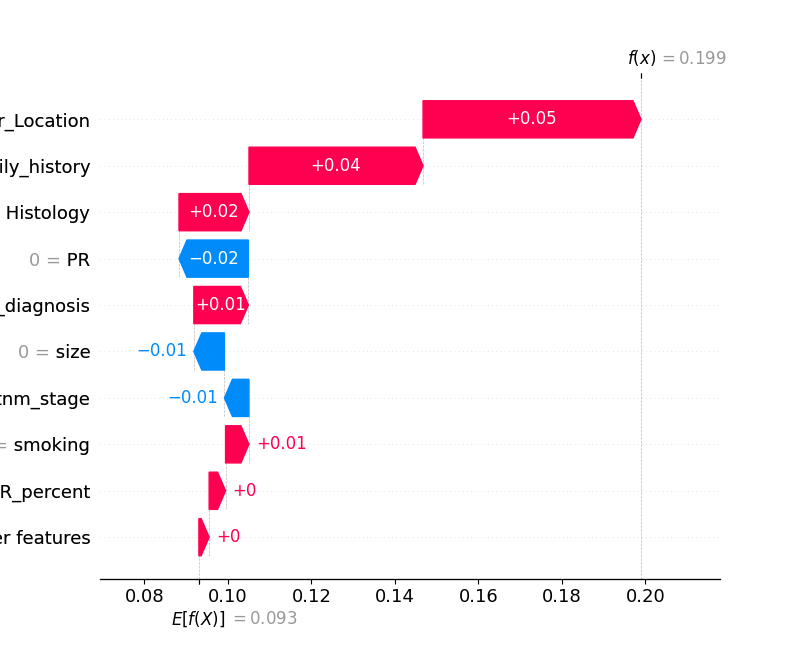 f(x) = 0.199
r_Location
+0.05
ily_history
+0.04
Histology
+0.02
0 = PR
−0.02
_diagnosis
+0.01
0 = size
−0.01
tnm_stage
−0.01
= smoking
+0.01
R_percent
+0
er features
+0
0.08 0.10 0.12 0.14 0.16 0.18 0.20
E[f(X)] = 0.093